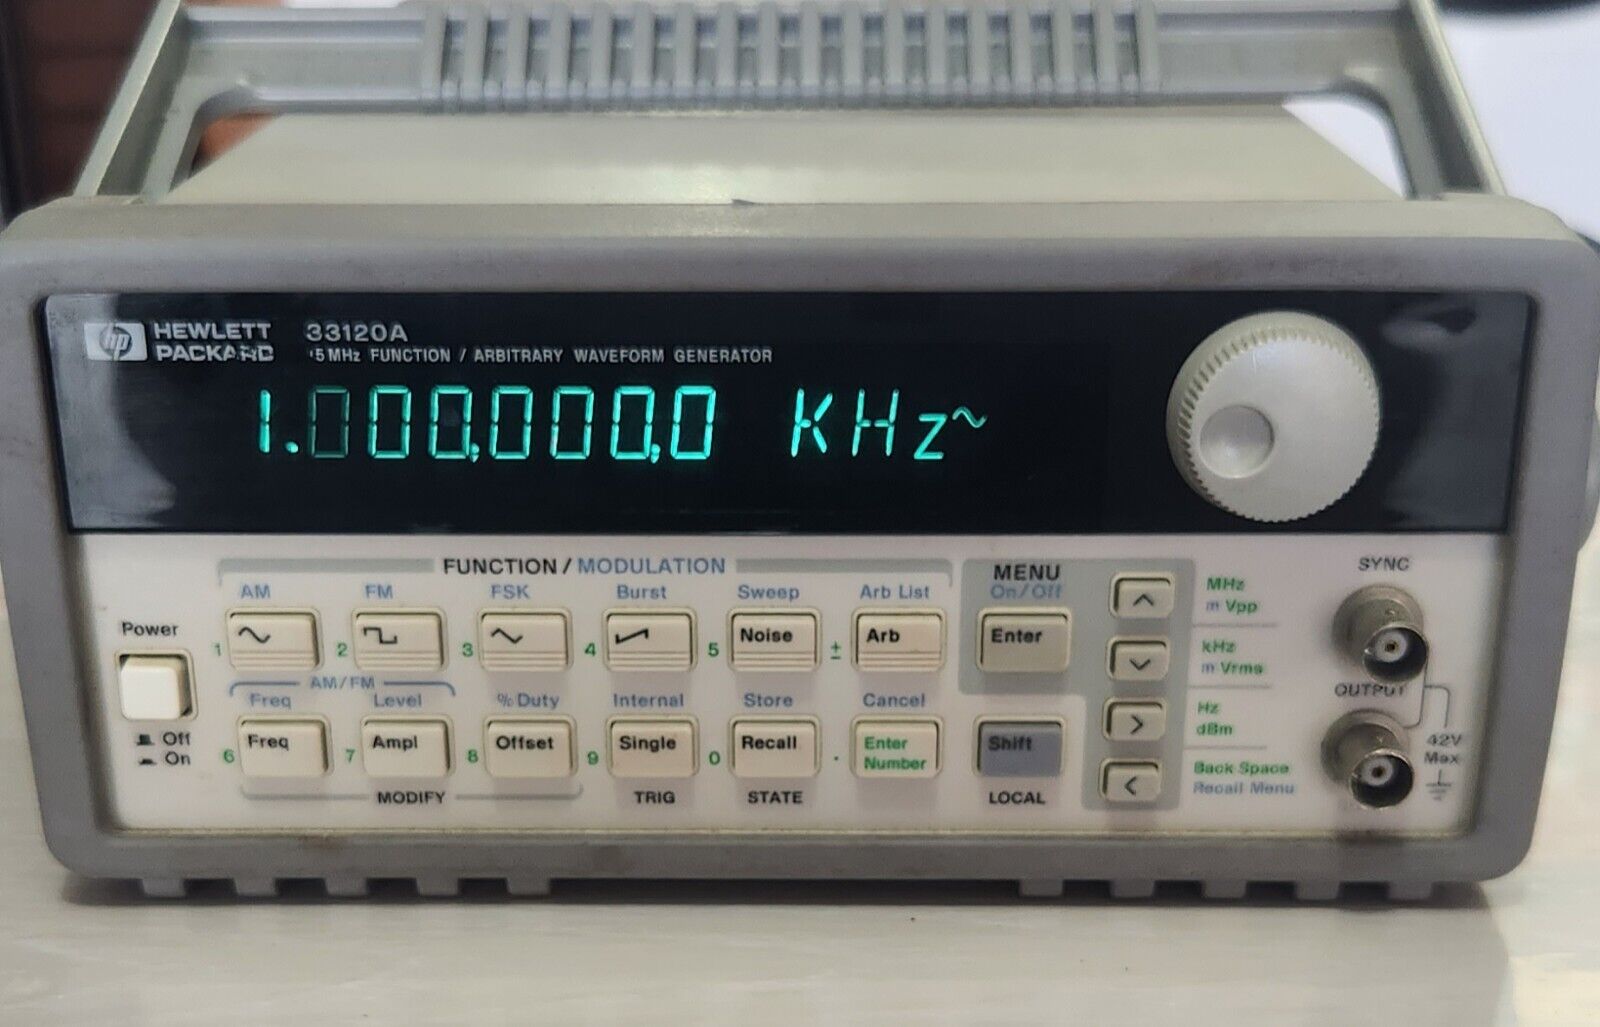 hp HEWLETT PACKARD 33120A
15 MHz FUNCTION / ARBITRARY WAVEFORM GENERATOR
1.000,000,0 KHz~
FUNCTION / MODULATION
MENU
On/Off
SYNC
AM FM FSK Burst Sweep Arb List
Power
1 2 3 4 5 Noise ± Arb Enter
MHz
m Vpp
kHz
m Vrms
AM/FM
Freq Level % Duty Internal Store Cancel
OUTPUT
Off
On
6 Freq 7 Ampl 8 Offset 9 Single 0 Recall . Enter Number Shift
Hz
dBm
42V
Max
Back Space
Recall Menu
MODIFY TRIG STATE LOCAL